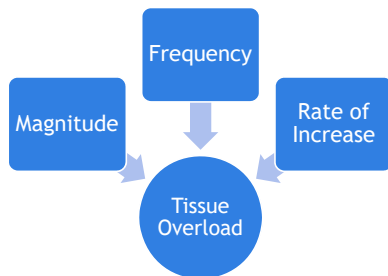 Frequency
Magnitude
Rate of
Increase
Tissue
Overload